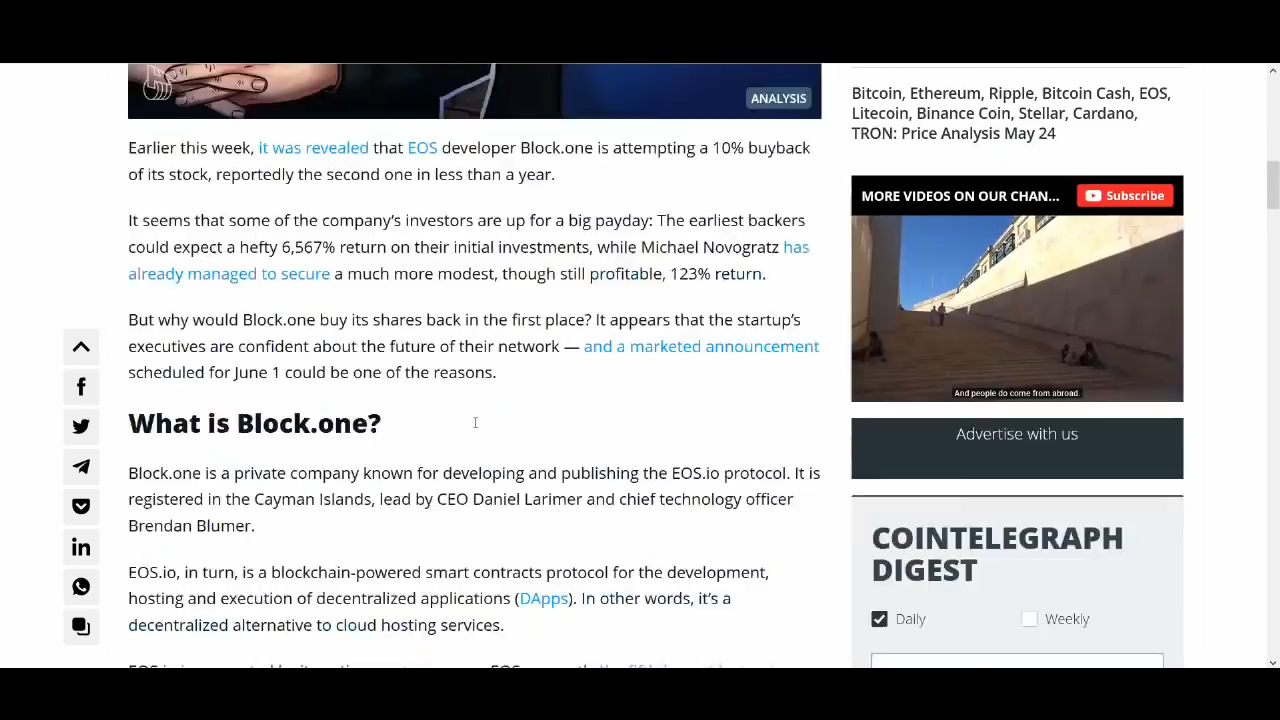 ANALYSIS
Earlier this week, it was revealed that EOS developer Block.one is attempting a 10% buyback
of its stock, reportedly the second one in less than a year.
It seems that some of the company's investors are up for a big payday: The earliest backers
could expect a hefty 6,567% return on their initial investments, while Michael Novogratz has
already managed to secure a much more modest, though still profitable, 123% return.
But why would Block.one buy its shares back in the first place? It appears that the startup's
executives are confident about the future of their network — and a marketed announcement
scheduled for June 1 could be one of the reasons.
What is Block.one?
Block.one is a private company known for developing and publishing the EOS.io protocol. It is
registered in the Cayman Islands, lead by CEO Daniel Larimer and chief technology officer
Brendan Blumer.
EOS.io, in turn, is a blockchain-powered smart contracts protocol for the development,
hosting and execution of decentralized applications (DApps). In other words, it's a
decentralized alternative to cloud hosting services.
Bitcoin, Ethereum, Ripple, Bitcoin Cash, EOS,
Litecoin, Binance Coin, Stellar, Cardano,
TRON: Price Analysis May 24
MORE VIDEOS ON OUR CHAN... Subscribe
And people do come from abroad.
Advertise with us
COINTELEGRAPH
DIGEST
Daily Weekly